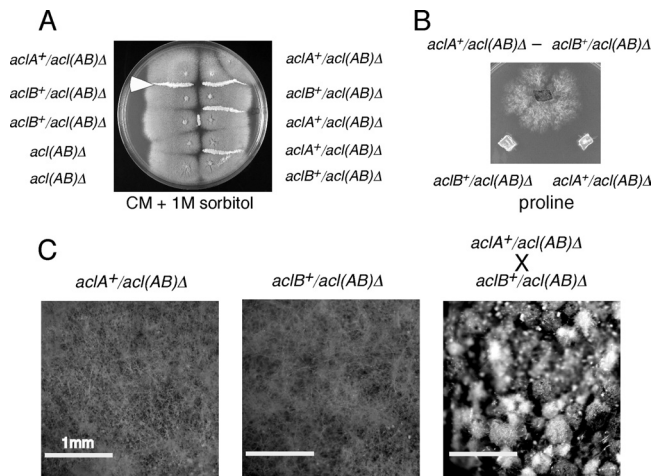 A
aclA+/acl(AB)Δ
aclB+/acl(AB)Δ
aclB+/acl(AB)Δ
acl(AB)Δ
acl(AB)Δ
aclA+/acl(AB)Δ
aclB+/acl(AB)Δ
aclA+/acl(AB)Δ
aclA+/acl(AB)Δ
aclB+/acl(AB)Δ
CM + 1M sorbitol
B
aclA+/acl(AB)Δ – aclB+/acl(AB)Δ
aclB+/acl(AB)Δ aclA+/acl(AB)Δ
proline
C
aclA+/acl(AB)Δ
aclB+/acl(AB)Δ
aclA+/acl(AB)Δ
X
aclB+/acl(AB)Δ
1mm